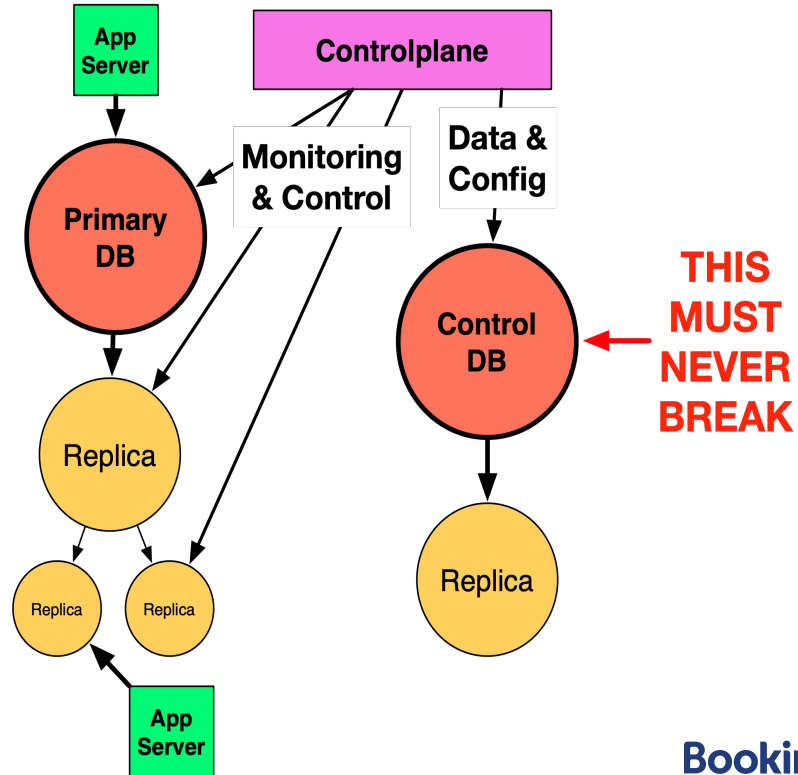 App
Server
Controlplane
Monitoring
& Control
Data &
Config
Primary
DB
Control
DB
THIS
MUST
NEVER
BREAK
Replica
Replica
Replica
Replica
App
Server